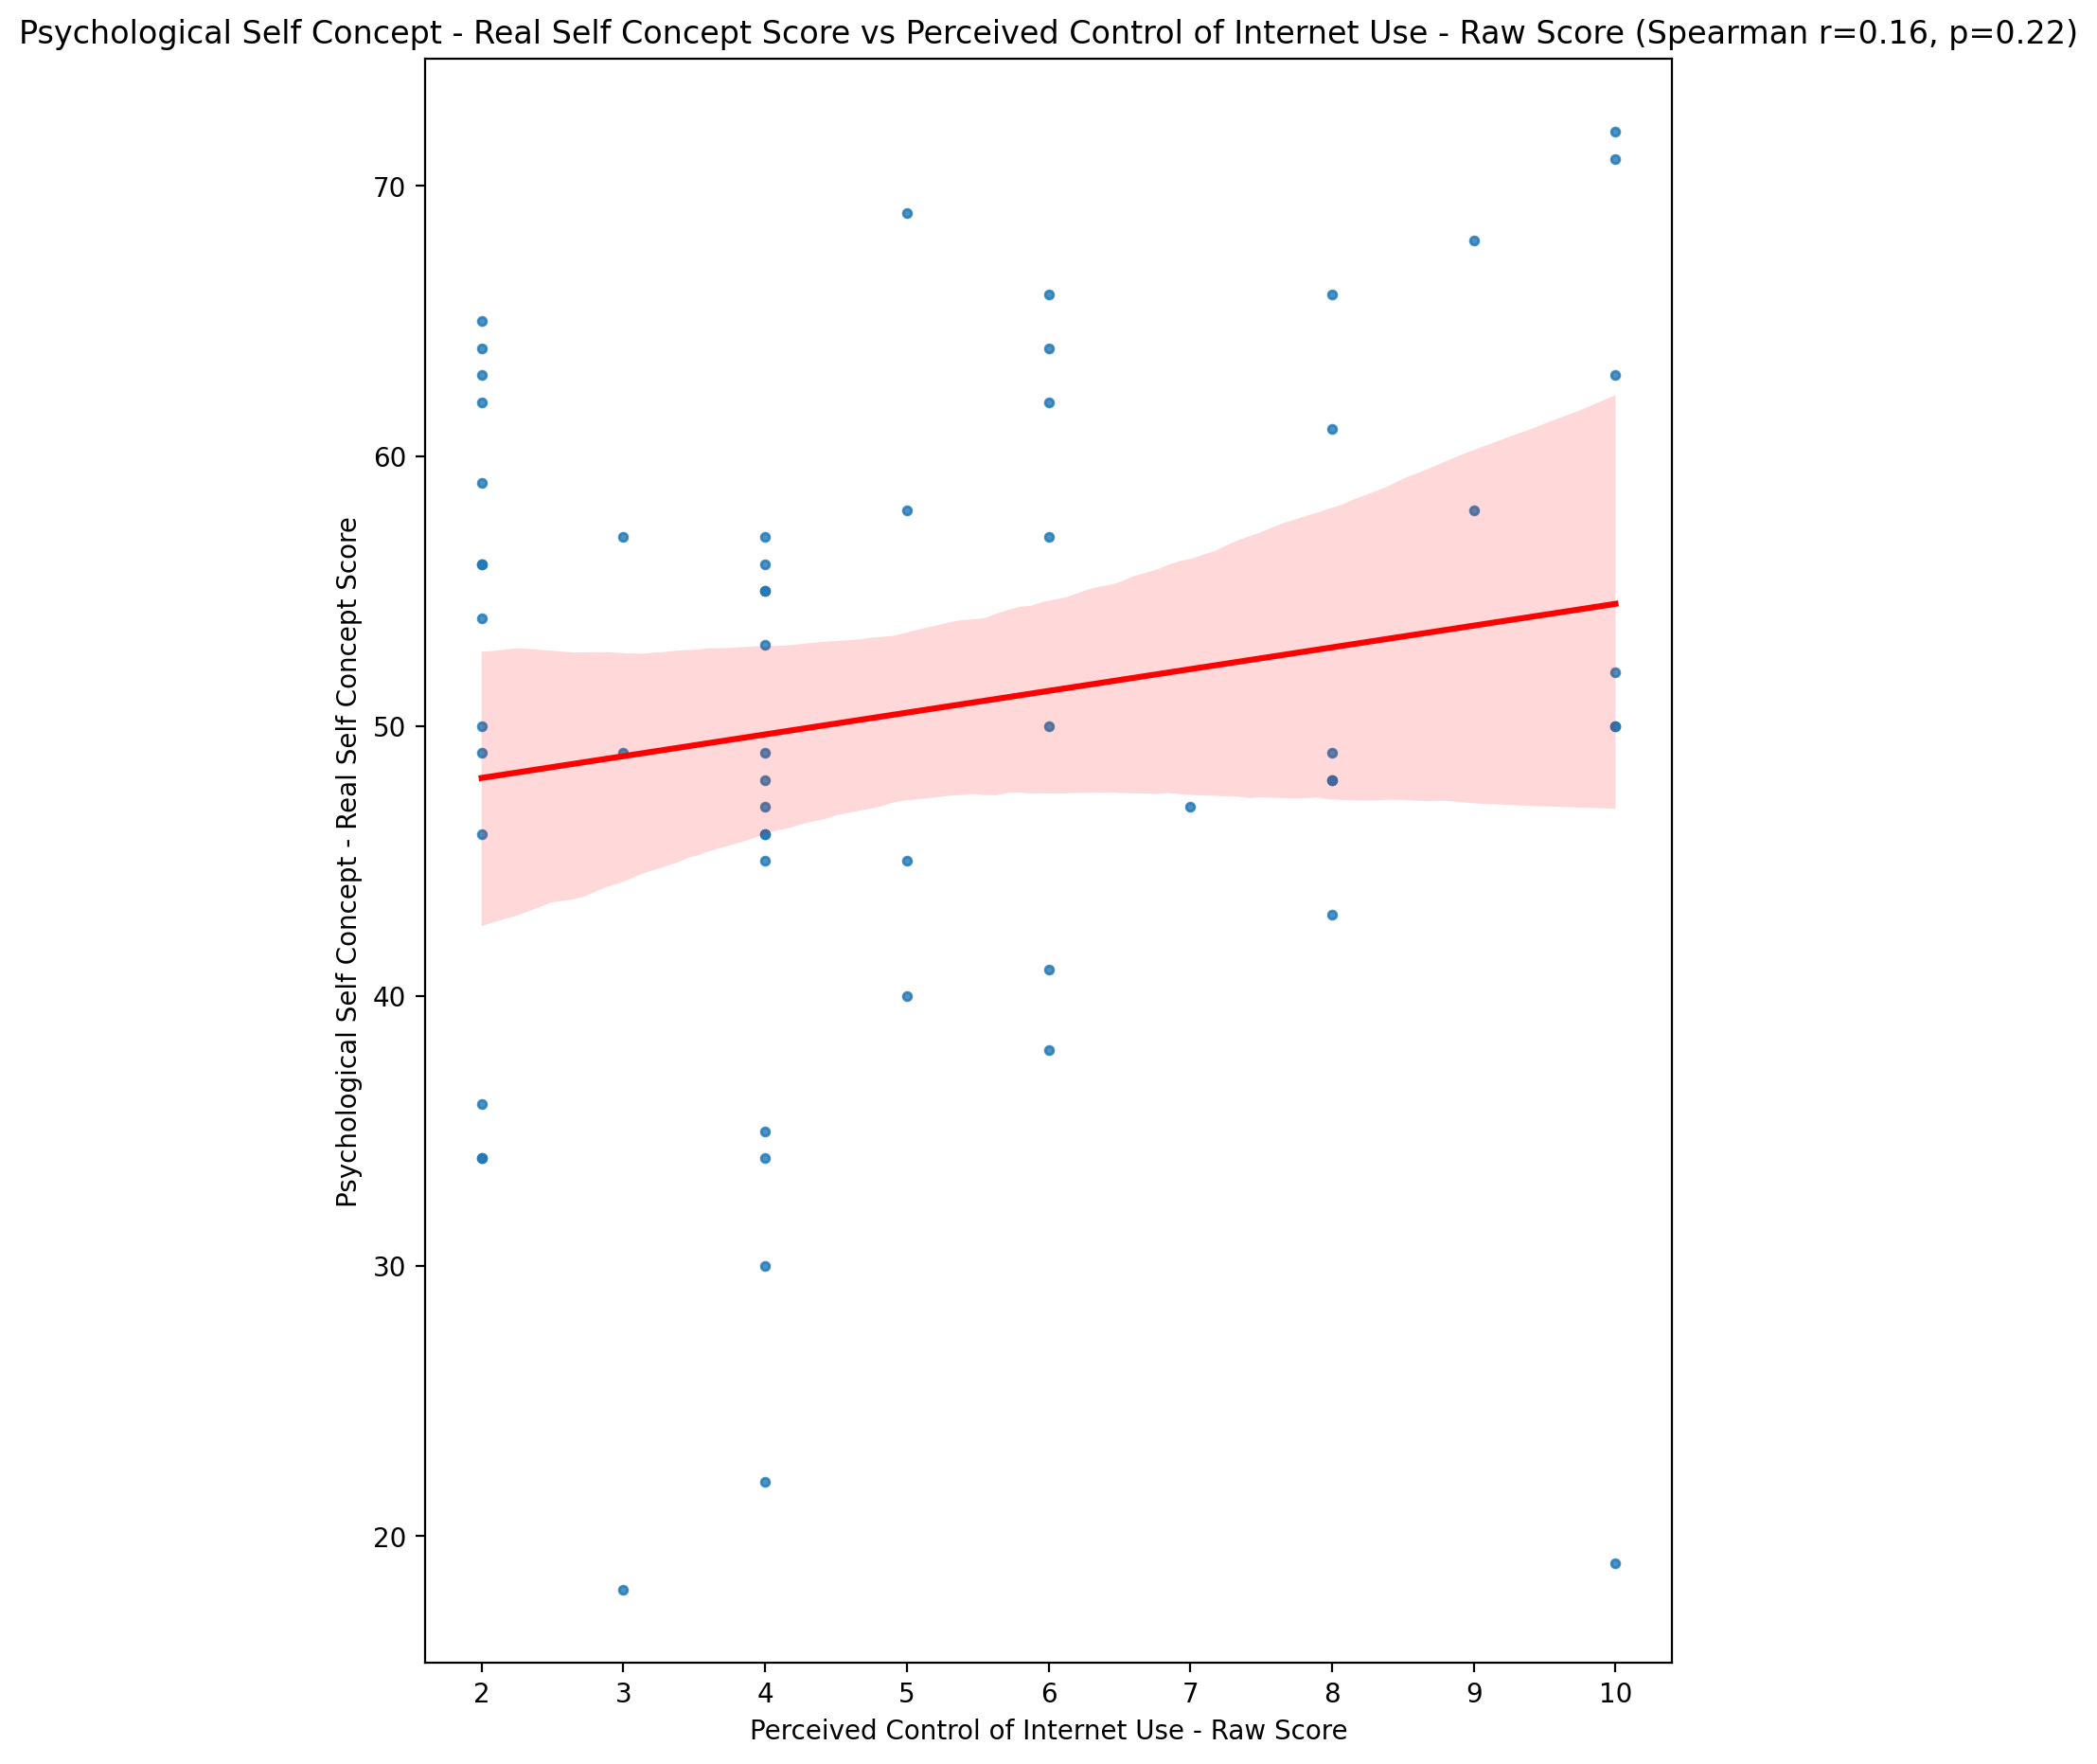 Psychological Self Concept - Real Self Concept Score vs Perceived Control of Internet Use - Raw Score (Spearman r=0.16, p=0.22)
Psychological Self Concept - Real Self Concept Score
70
60
50
40
30
20
2 3 4 5 6 7 8 9 10
Perceived Control of Internet Use - Raw Score